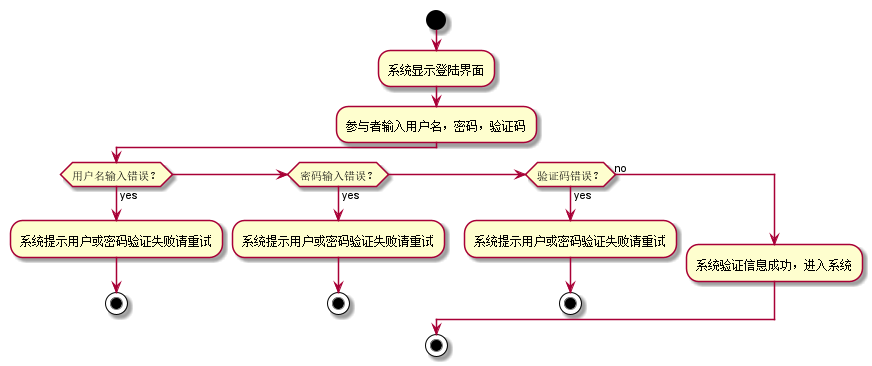 系统显示登陆界面
参与者输入用户名，密码，验证码
用户名输入错误？
密码输入错误？
验证码错误？
no
yes
yes
yes
系统提示用户或密码验证失败请重试
系统提示用户或密码验证失败请重试
系统提示用户或密码验证失败请重试
系统验证信息成功，进入系统